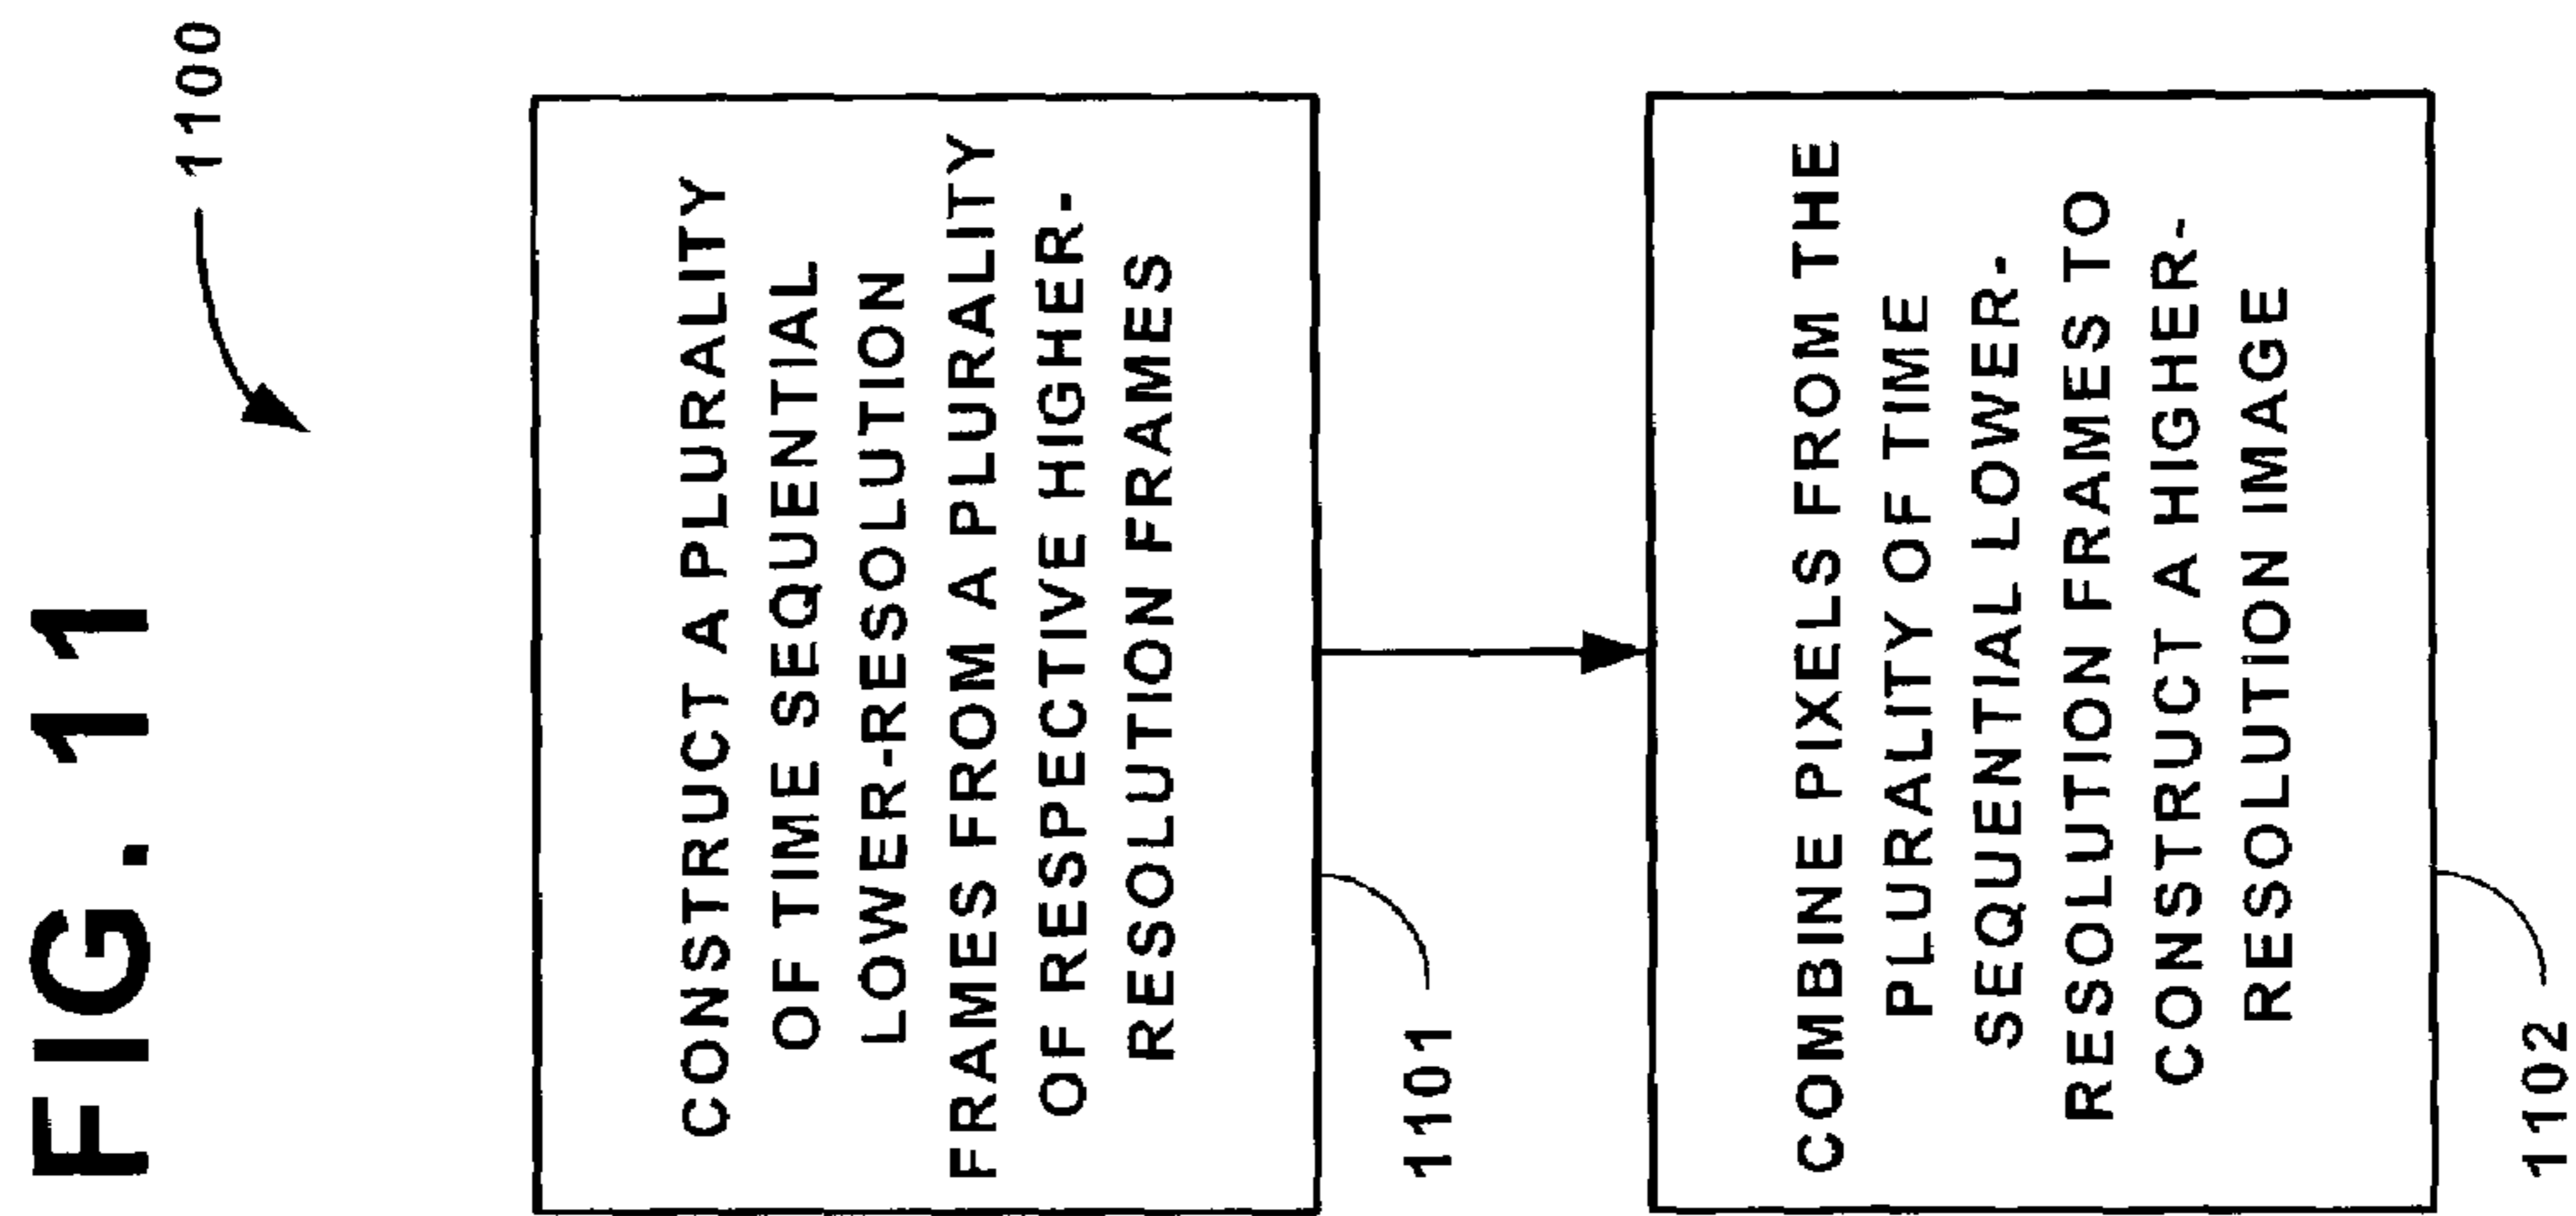 FIG. 11
1100
CONSTRUCT A PLURALITY
OF TIME SEQUENTIAL
LOWER-RESOLUTION
FRAMES FROM A PLURALITY
OF RESPECTIVE HIGHER-
RESOLUTION FRAMES
1101
COMBINE PIXELS FROM THE
PLURALITY OF TIME
SEQUENTIAL LOWER-
RESOLUTION FRAMES TO
CONSTRUCT A HIGHER-
RESOLUTION IMAGE
1102